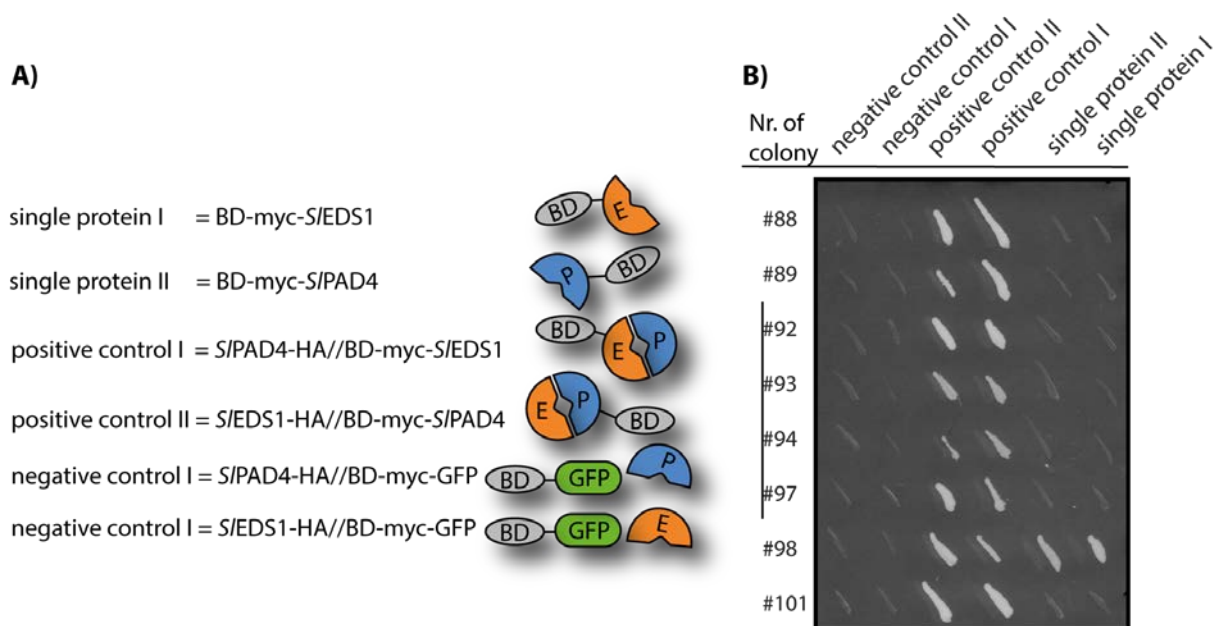 A)
single protein I = BD-myc-SlEDS1
BD
E
single protein II = BD-myc-SlPAD4
P
BD
positive control I = SlPAD4-HA//BD-myc-SlEDS1
BD
E
P
positive control II = SlEDS1-HA//BD-myc-SlPAD4
E
P
BD
negative control I = SlPAD4-HA//BD-myc-GFP
BD
GFP
P
negative control I = SlEDS1-HA//BD-myc-GFP
BD
GFP
E
B)
Nr. of
colony
negative control II
negative control I
positive control II
positive control I
single protein II
single protein I
#88
#89
#92
#93
#94
#97
#98
#101